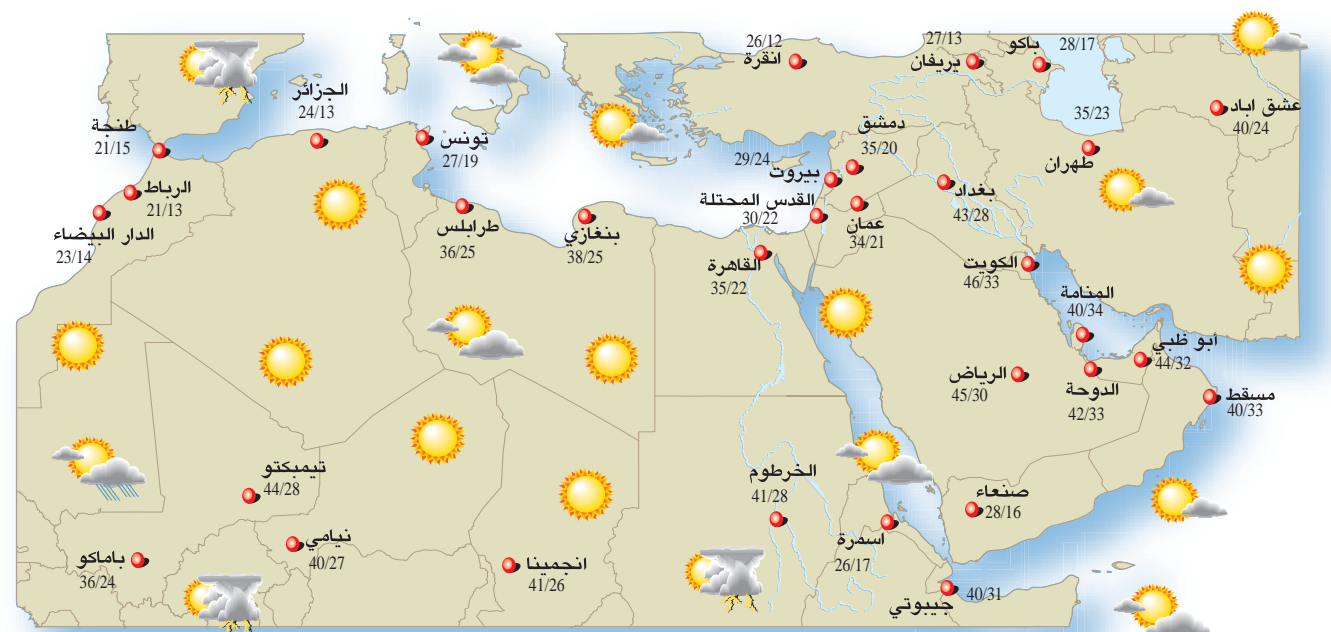 26/12
انقرة
27/13
يريفان
باكو
28/17
عشق اباد
40/24
35/23
طهران
الجزائر
24/13
طنجة
21/15
تونس
27/19
دمشق
35/20
29/24
بيروت
بغداد
43/28
الرباط
21/13
القدس المحتلة
30/22
عمان
34/21
الدار البيضاء
23/14
طرابلس
36/25
بنغازي
38/25
القاهرة
35/22
الكويت
46/33
المنامة
40/34
أبو ظبي
44/32
الرياض
45/30
الدوحة
42/33
مسقط
40/33
تيمبكتو
44/28
الخرطوم
41/28
صنعاء
28/16
اسمرة
26/17
نيامي
40/27
باماكو
36/24
انجمينا
41/26
جيبوتي
40/31